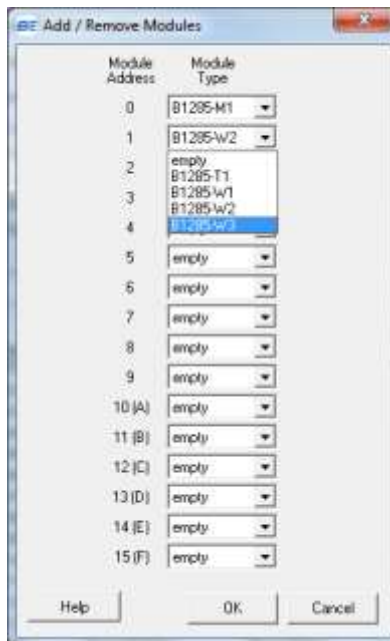 BE Add / Remove Modules
Module Address
Module Type
0 B1285-M1
1 B1285-W2
2 empty
B1285-T1
3 B1285-W1
B1285-W2
4 B1285-W3
5 empty
6 empty
7 empty
8 empty
9 empty
10 (A) empty
11 (B) empty
12 (C) empty
13 (D) empty
14 (E) empty
15 (F) empty
Help OK Cancel